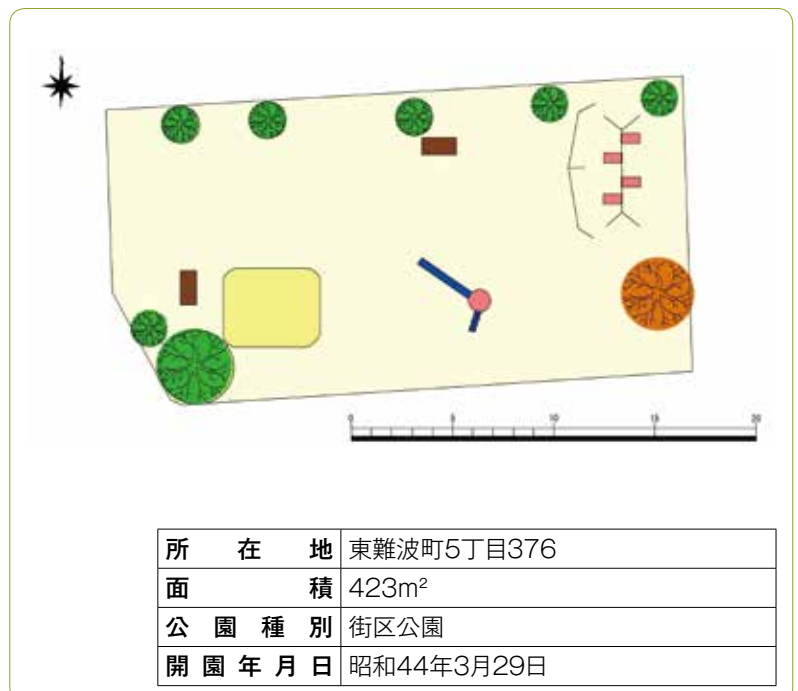 0 5 10 15 20
所在地 東難波町5丁目376
面積 423m²
公園種別 街区公園
開園年月日 昭和44年3月29日